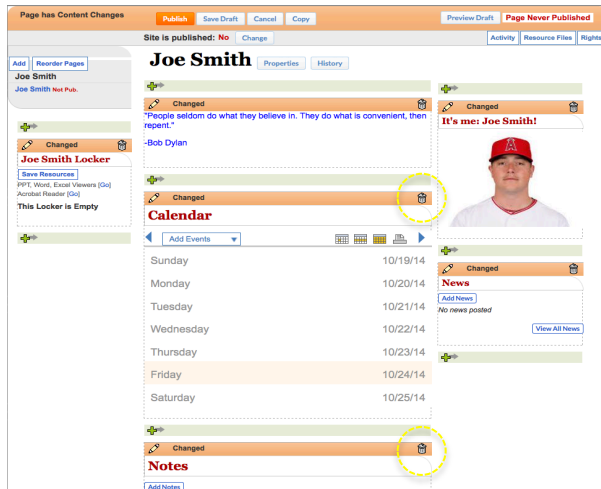 Page has Content Changes
Publish
Save Draft
Cancel
Copy
Preview Draft
Page Never Published
Site is published: No
Change
Activity
Resource Files
Rights
Add
Reorder Pages
Joe Smith
Joe Smith Not Pub.
Changed
Joe Smith Locker
Save Resources
PPT, Word, Excel Viewers [Go]
Acrobat Reader [Go]
This Locker is Empty
Joe Smith
Properties
History
Changed
"People seldom do what they believe in. They do what is convenient, then
repent."
-Bob Dylan
Changed
Calendar
Add Events
Sunday 10/19/14
Monday 10/20/14
Tuesday 10/21/14
Wednesday 10/22/14
Thursday 10/23/14
Friday 10/24/14
Saturday 10/25/14
Changed
Notes
Add Notes
Changed
It's me: Joe Smith!
A
Changed
News
Add News
No news posted
View All News